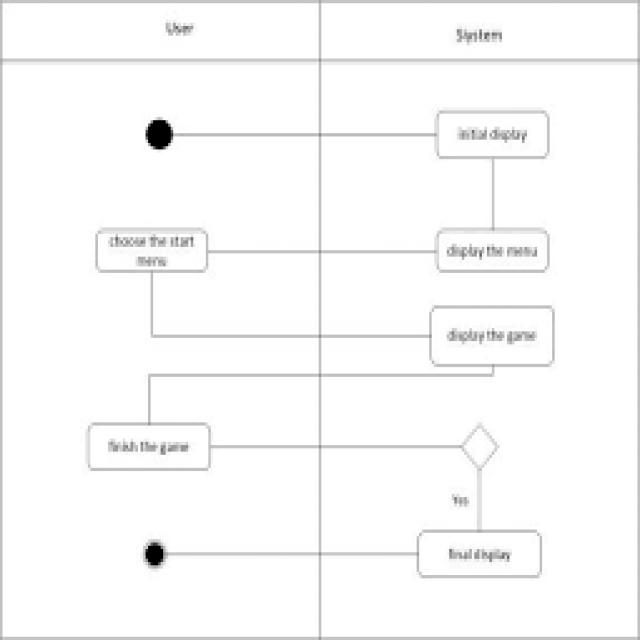 User
System
initial display
choose the start
menu
display the menu
display the game
finish the game
Yes
final display